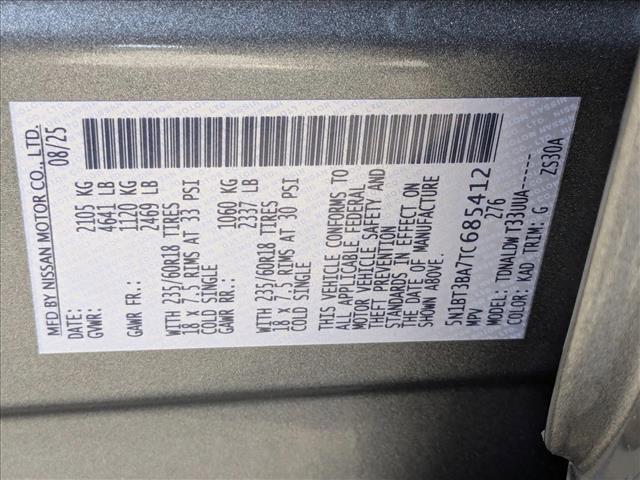 MFD BY NISSAN MOTOR CO., LTD.
DATE: 08/25
GVWR: 2105 KG
4641 LB
GAWR FR.: 1120 KG
2469 LB
WITH 235/60R18 TIRES
18 X 7.5 RIMS AT 33 PSI
COLD SINGLE
GAWR RR.: 1060 KG
2337 LB
WITH 235/60R18 TIRES
18 X 7.5 RIMS AT 30 PSI
COLD SINGLE
THIS VEHICLE CONFORMS TO
ALL APPLICABLE FEDERAL
MOTOR VEHICLE SAFETY AND
THEFT PREVENTION
STANDARDS IN EFFECT ON
THE DATE OF MANUFACTURE
SHOWN ABOVE.
5N1BT3BA7TC685412
MPV 276
MODEL: TDNALDW T33UUA-----
COLOR: KAD TRIM: G ZS30A